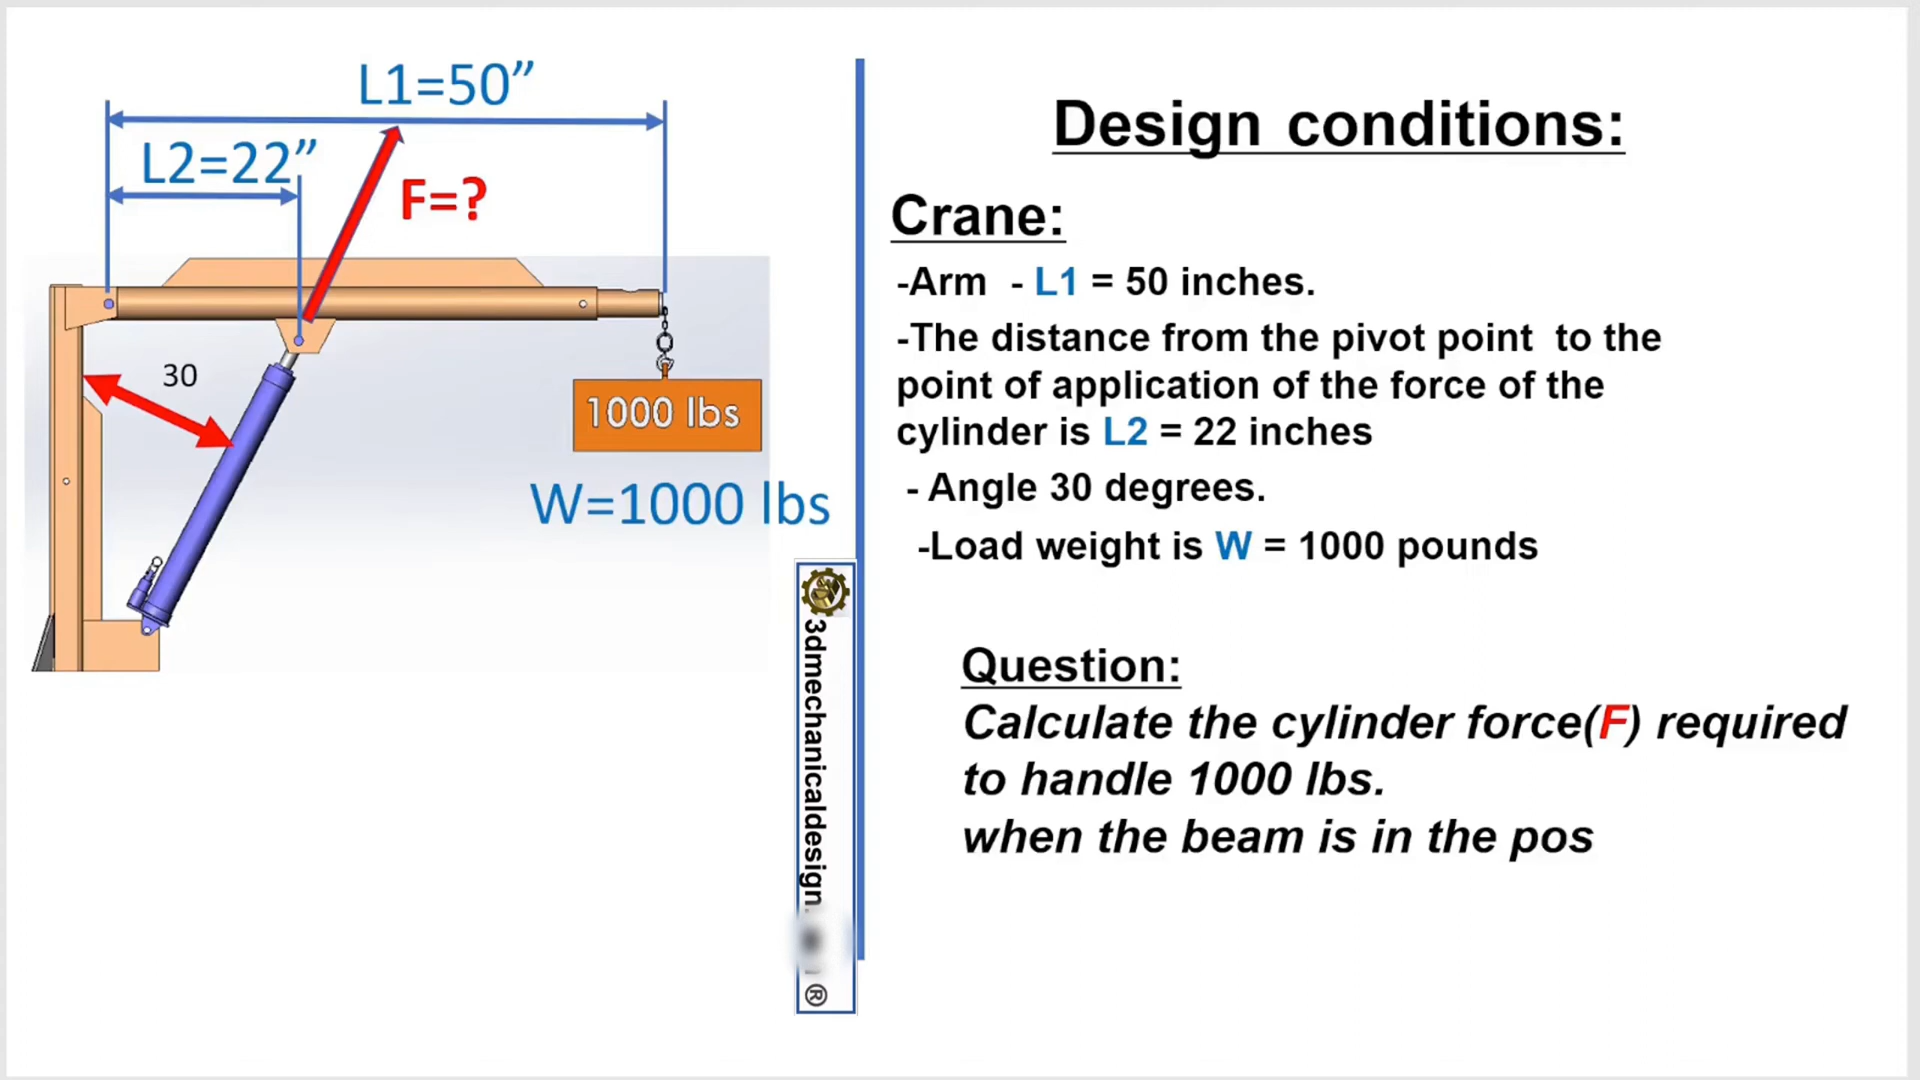 L1=50”
L2=22”
F=?
30
1000 lbs
W=1000 lbs
3dmechanicaldesign.
®
Design conditions:
Crane:
-Arm - L1 = 50 inches.
-The distance from the pivot point to the
point of application of the force of the
cylinder is L2 = 22 inches
- Angle 30 degrees.
-Load weight is W = 1000 pounds
Question:
Calculate the cylinder force(F) required
to handle 1000 lbs.
when the beam is in the pos